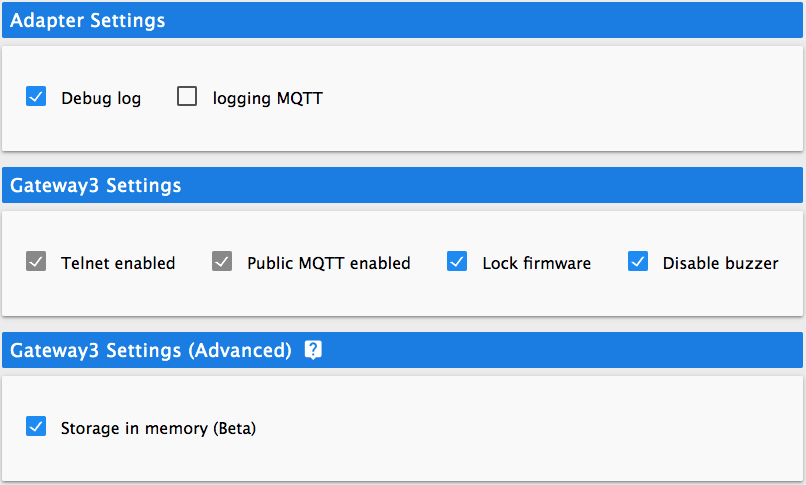 Adapter Settings
Debug log logging MQTT
Gateway3 Settings
Telnet enabled Public MQTT enabled Lock firmware Disable buzzer
Gateway3 Settings (Advanced) ?
Storage in memory (Beta)